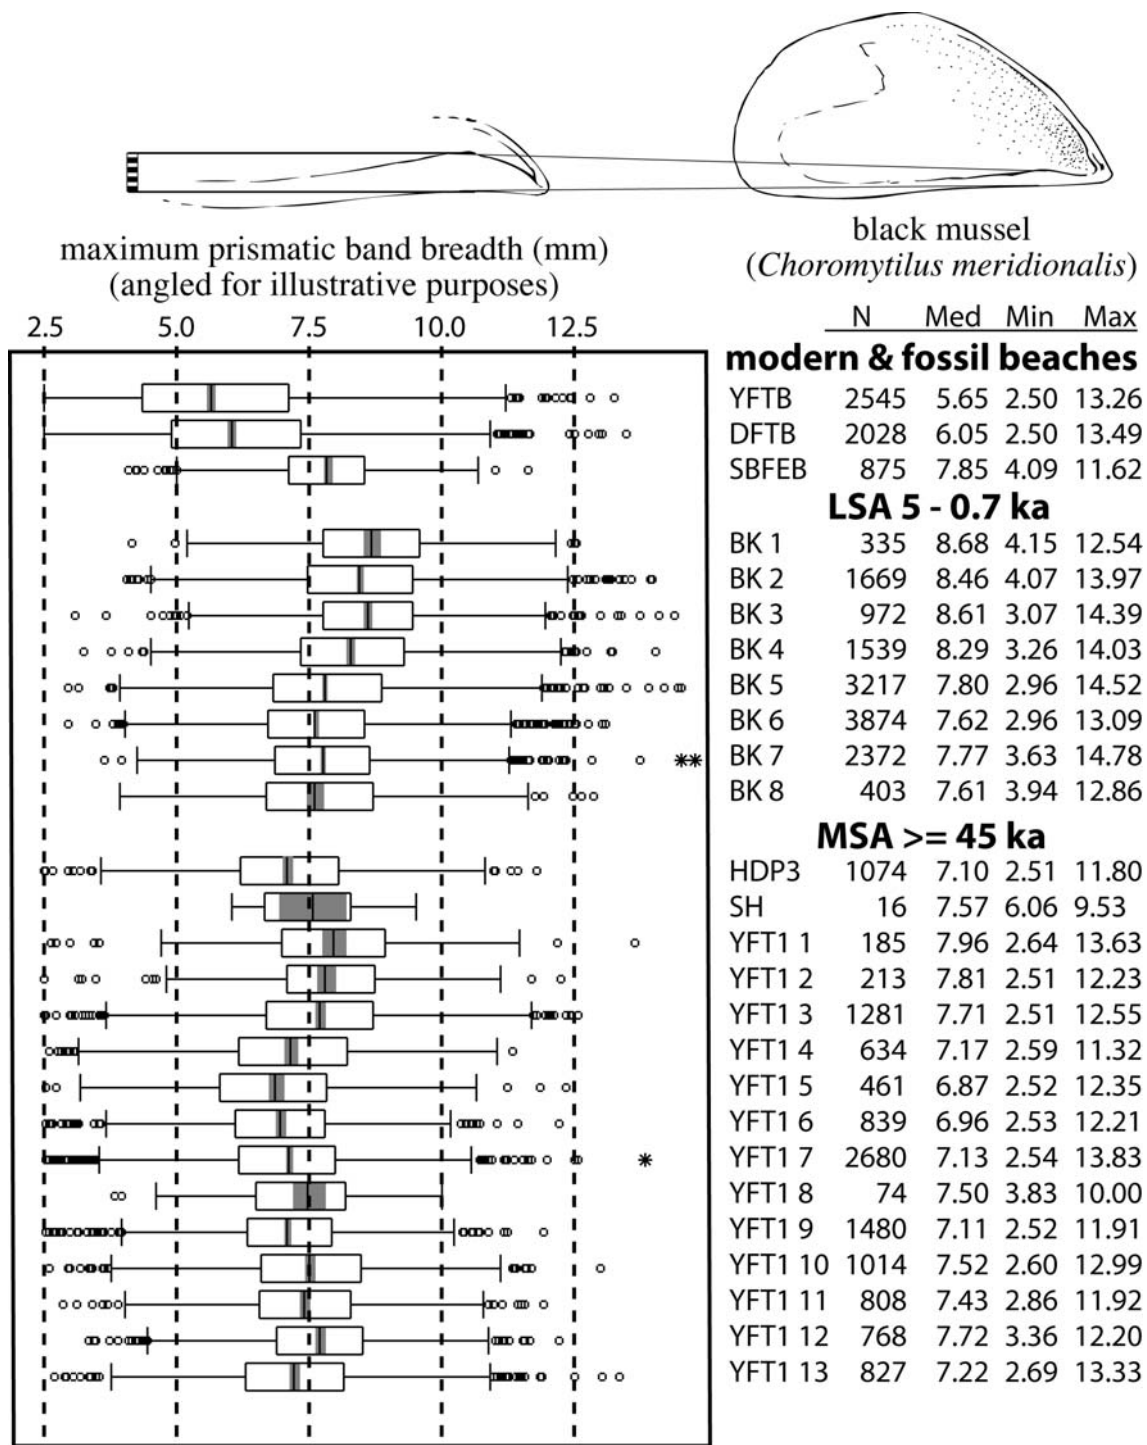 maximum prismatic band breadth (mm)
(angled for illustrative purposes)
black mussel
(Choromytilus meridionalis)
2.5 5.0 7.5 10.0 12.5
N Med Min Max
modern & fossil beaches
YFTB 2545 5.65 2.50 13.26
DFTB 2028 6.05 2.50 13.49
SBFEB 875 7.85 4.09 11.62
LSA 5 - 0.7 ka
BK 1 335 8.68 4.15 12.54
BK 2 1669 8.46 4.07 13.97
BK 3 972 8.61 3.07 14.39
BK 4 1539 8.29 3.26 14.03
BK 5 3217 7.80 2.96 14.52
BK 6 3874 7.62 2.96 13.09
BK 7 2372 7.77 3.63 14.78
BK 8 403 7.61 3.94 12.86
MSA >= 45 ka
HDP3 1074 7.10 2.51 11.80
SH 16 7.57 6.06 9.53
YFT1 1 185 7.96 2.64 13.63
YFT1 2 213 7.81 2.51 12.23
YFT1 3 1281 7.71 2.51 12.55
YFT1 4 634 7.17 2.59 11.32
YFT1 5 461 6.87 2.52 12.35
YFT1 6 839 6.96 2.53 12.21
YFT1 7 2680 7.13 2.54 13.83
YFT1 8 74 7.50 3.83 10.00
YFT1 9 1480 7.11 2.52 11.91
YFT1 10 1014 7.52 2.60 12.99
YFT1 11 808 7.43 2.86 11.92
YFT1 12 768 7.72 3.36 12.20
YFT1 13 827 7.22 2.69 13.33